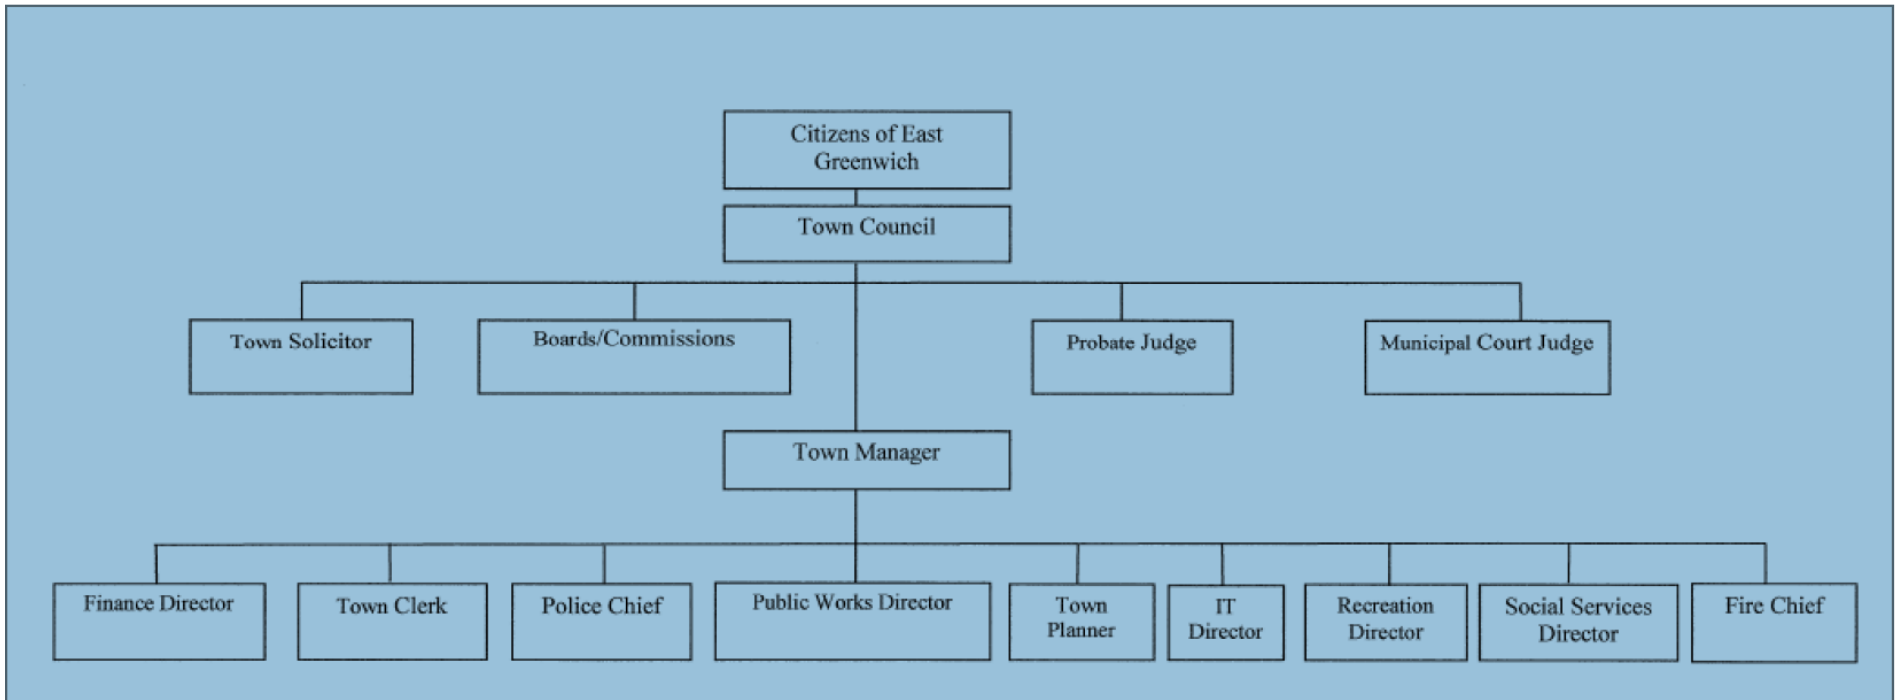 Citizens of East
Greenwich
Town Council
Town Solicitor
Boards/Commissions
Probate Judge
Municipal Court Judge
Town Manager
Finance Director
Town Clerk
Police Chief
Public Works Director
Town
Planner
IT
Director
Recreation
Director
Social Services
Director
Fire Chief